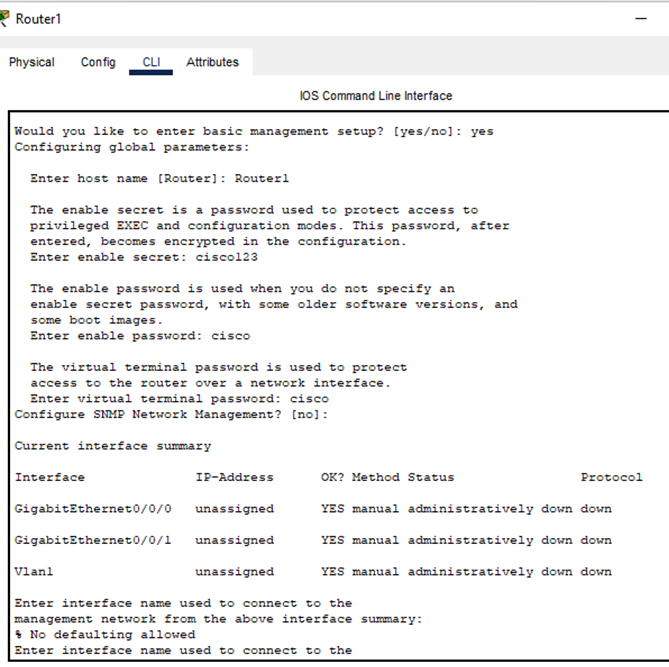 Router1
Physical Config CLI Attributes
IOS Command Line Interface
Would you like to enter basic management setup? [yes/no]: yes
Configuring global parameters:
Enter host name [Router]: Router1
The enable secret is a password used to protect access to
privileged EXEC and configuration modes. This password, after
entered, becomes encrypted in the configuration.
Enter enable secret: cisco123
The enable password is used when you do not specify an
enable secret password, with some older software versions, and
some boot images.
Enter enable password: cisco
The virtual terminal password is used to protect
access to the router over a network interface.
Enter virtual terminal password: cisco
Configure SNMP Network Management? [no]:
Current interface summary
Interface IP-Address OK? Method Status Protocol
GigabitEthernet0/0/0 unassigned YES manual administratively down down
GigabitEthernet0/0/1 unassigned YES manual administratively down down
Vlan1 unassigned YES manual administratively down down
Enter interface name used to connect to the
management network from the above interface summary:
% No defaulting allowed
Enter interface name used to connect to the